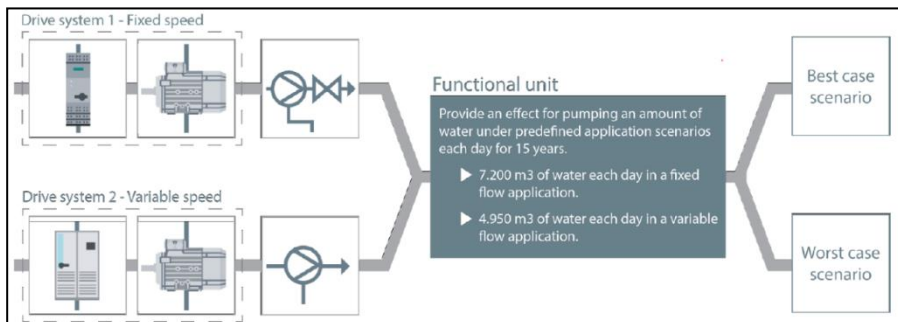 Drive system 1 - Fixed speed
Functional unit
Provide an effect for pumping an amount of
water under predefined application scenarios
each day for 15 years.
7.200 m3 of water each day in a fixed
flow application.
4.950 m3 of water each day in a variable
flow application.
Best case
scenario
Drive system 2 - Variable speed
Worst case
scenario